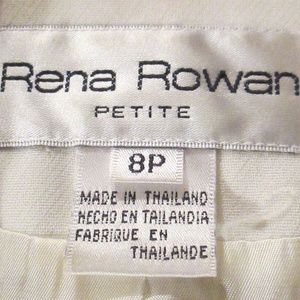 Rena Rowan
PETITE
8P
MADE IN THAILAND
HECHO EN TAILANDIA
FABRIQUE EN
THAILANDE